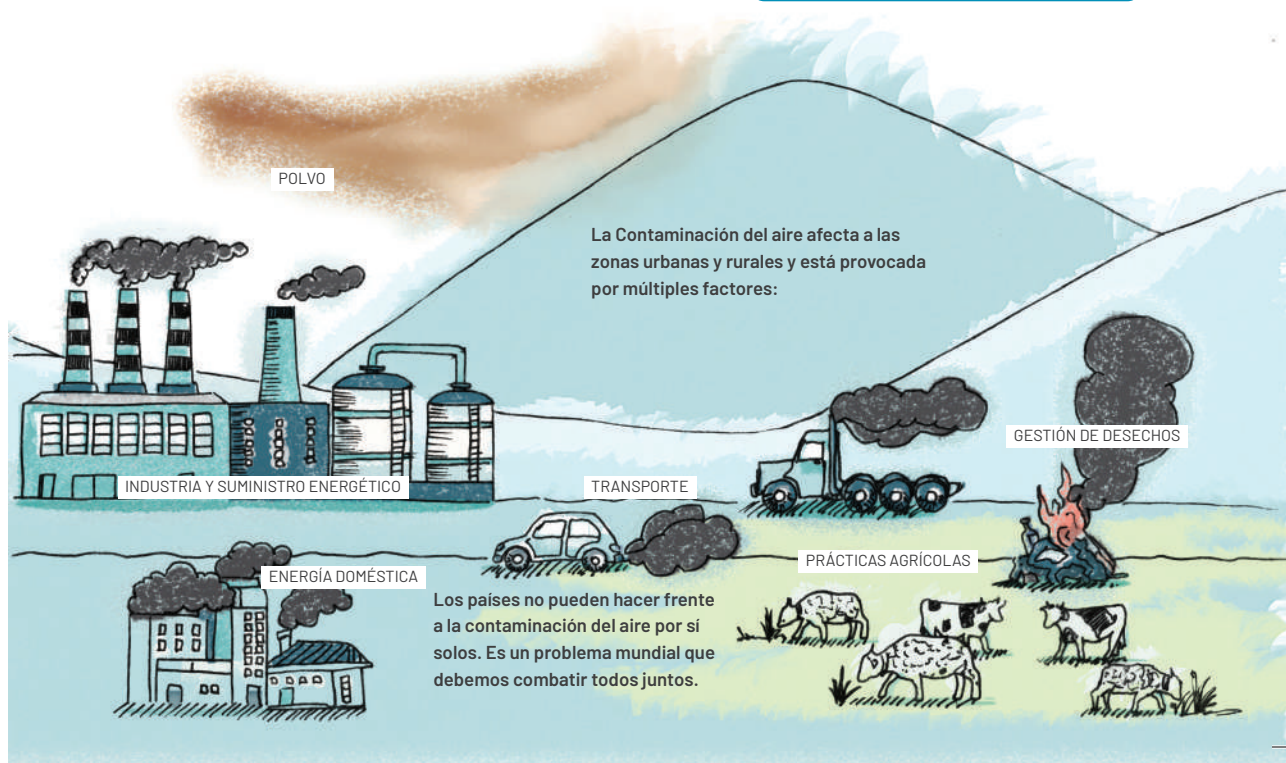 POLVO
La Contaminación del aire afecta a las
zonas urbanas y rurales y está provocada
por múltiples factores:
GESTIÓN DE DESECHOS
INDUSTRIA Y SUMINISTRO ENERGÉTICO
TRANSPORTE
PRÁCTICAS AGRÍCOLAS
ENERGÍA DOMÉSTICA
Los países no pueden hacer frente
a la contaminación del aire por sí
solos. Es un problema mundial que
debemos combatir todos juntos.